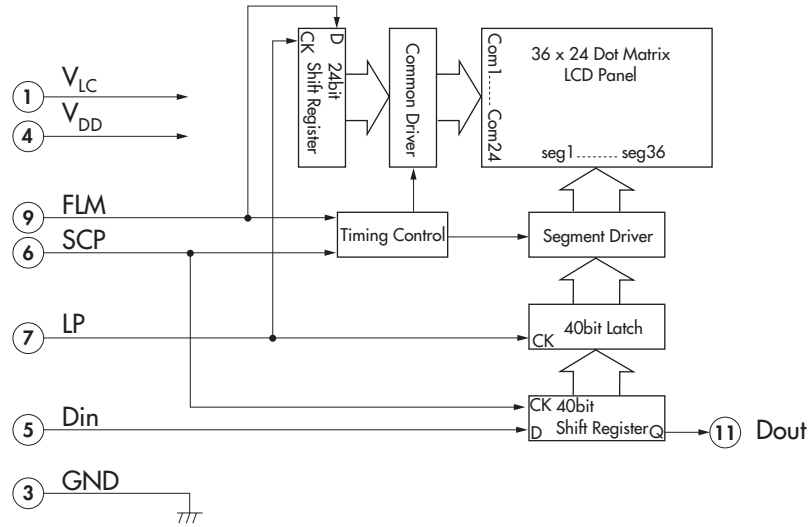 CK D
24bit
Shift Register
Common Driver
Com1........Com24
36 x 24 Dot Matrix
LCD Panel
seg1......... seg36
1 VLC
4 VDD
9 FLM
6 SCP
Timing Control
Segment Driver
7 LP
CK 40bit Latch
CK 40bit
D Shift Register Q
5 Din
11 Dout
3 GND